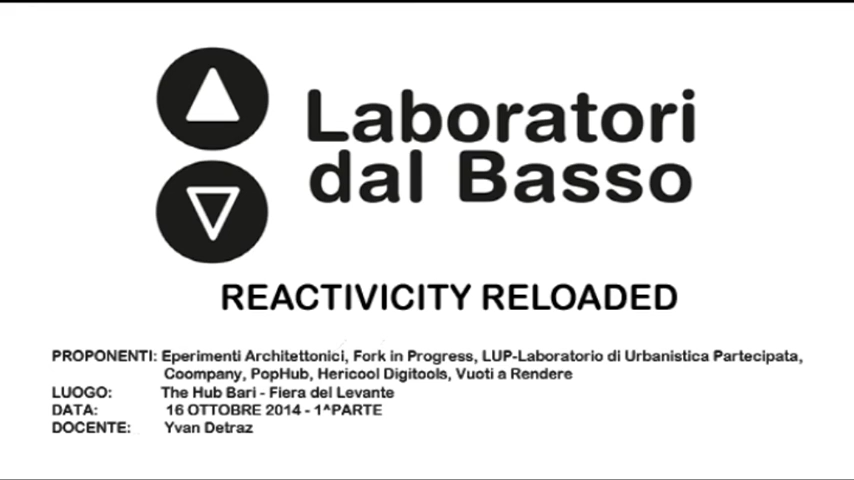 Laboratori
dal Basso
REACTIVICITY RELOADED
PROPONENTI: Eperimenti Architettonici, Fork in Progress, LUP-Laboratorio di Urbanistica Partecipata,
Coompany, PopHub, Hericool Digitools, Vuoti a Rendere
LUOGO: The Hub Bari - Fiera del Levante
DATA: 16 OTTOBRE 2014 - 1^PARTE
DOCENTE: Yvan Detraz